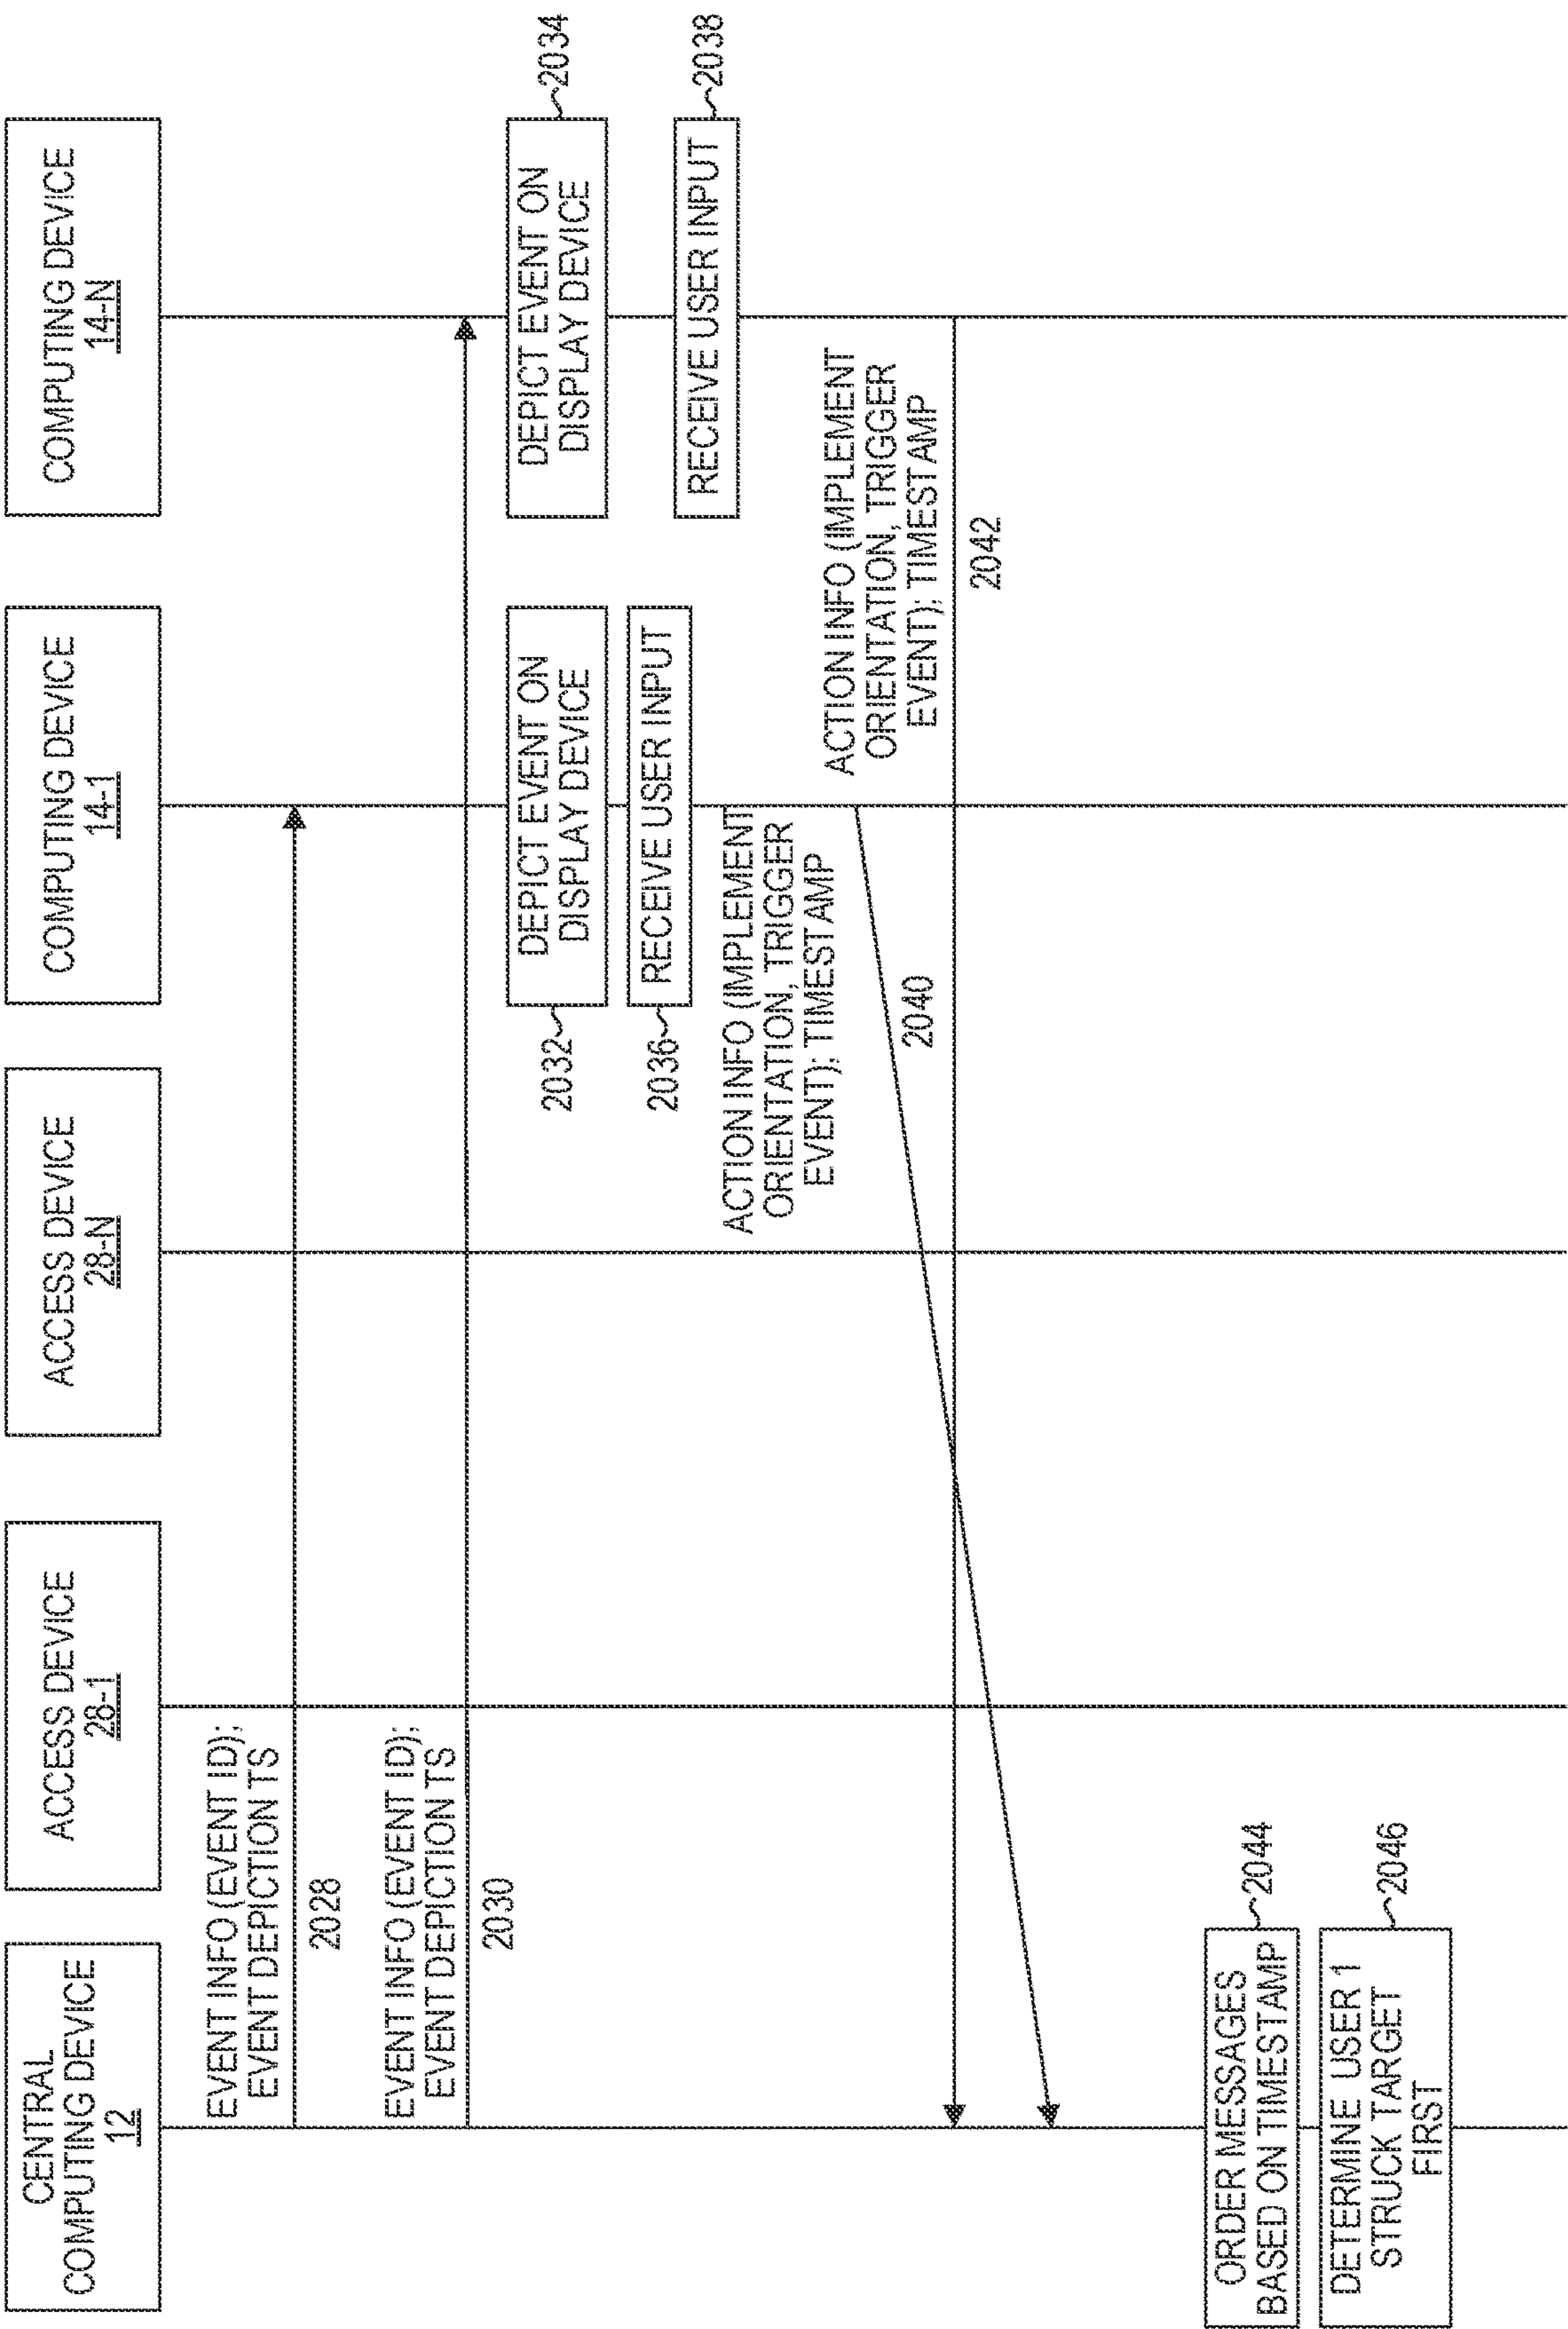 CENTRAL
COMPUTING DEVICE
12
ACCESS DEVICE
28-1
ACCESS DEVICE
28-N
COMPUTING DEVICE
14-1
COMPUTING DEVICE
14-N
EVENT INFO (EVENT ID);
EVENT DEPICTION TS
2028
EVENT INFO (EVENT ID);
EVENT DEPICTION TS
2030
2032
DEPICT EVENT ON
DISPLAY DEVICE
DEPICT EVENT ON
DISPLAY DEVICE
2034
2036
RECEIVE USER INPUT
RECEIVE USER INPUT
2038
ACTION INFO (IMPLEMENT
ORIENTATION, TRIGGER
EVENT); TIMESTAMP
2040
ACTION INFO (IMPLEMENT
ORIENTATION, TRIGGER
EVENT); TIMESTAMP
2042
ORDER MESSAGES
BASED ON TIMESTAMP
2044
DETERMINE USER 1
STRUCK TARGET
FIRST
2046